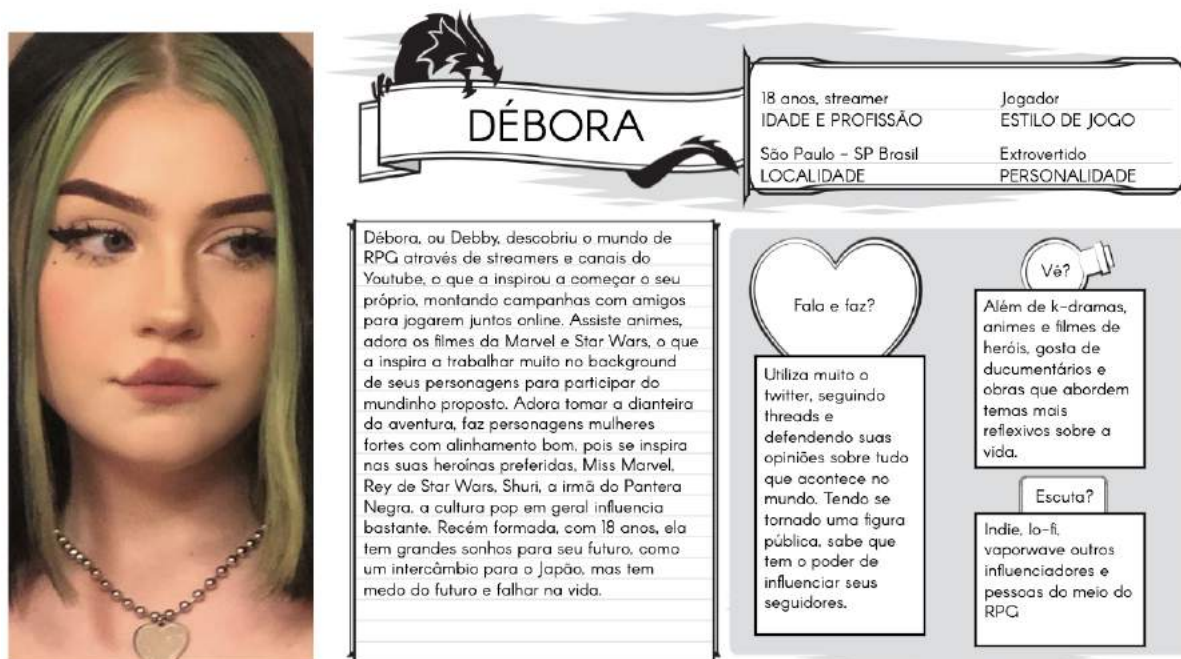 DÉBORA
18 anos, streamer
IDADE E PROFISSÃO
Jogador
ESTILO DE JOGO
São Paulo - SP Brasil
LOCALIDADE
Extrovertido
PERSONALIDADE
Débora, ou Debby, descobriu o mundo de
RPG através de streamers e canais do
Youtube, o que a inspirou a começar o seu
próprio, montando campanhas com amigos
para jogarem juntos online. Assiste animes,
adora os filmes da Marvel e Star Wars, o que
a inspira a trabalhar muito no background
de seus personagens para participar do
mundinho proposto. Adora tomar a dianteira
da aventura, faz personagens mulheres
fortes com alinhamento bom, pois se inspira
nas suas heroínas preferidas, Miss Marvel,
Rey de Star Wars, Shuri, a irmã do Pantera
Negra. a cultura pop em geral influencia
bastante. Recém formada, com 18 anos, ela
tem grandes sonhos para seu futuro, como
um intercâmbio para o Japão, mas tem
medo do futuro e falhar na vida.
Fala e faz?
Utiliza muito o
twitter, seguindo
threads e
defendendo suas
opiniões sobre tudo
que acontece no
mundo. Tendo se
tornado uma figura
pública, sabe que
tem o poder de
influenciar seus
seguidores.
Vê?
Além de k-dramas,
animes e filmes de
heróis, gosta de
ducumentários e
obras que abordem
temas mais
reflexivos sobre a
vida.
Escuta?
Indie, lo-fi,
vaporwave outros
influenciadores e
pessoas do meio do
RPG